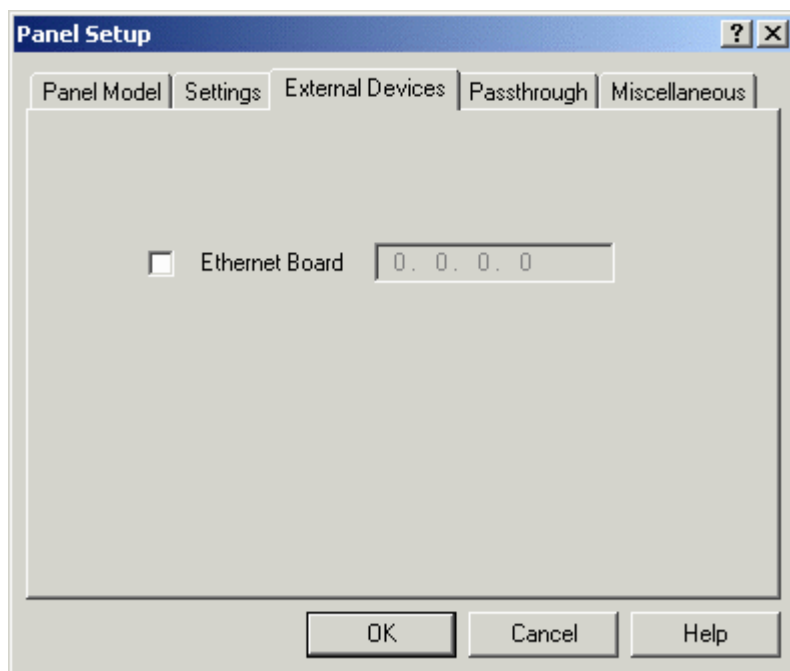 Panel Setup
Panel Model Settings External Devices Passthrough Miscellaneous
Ethernet Board 0. 0. 0. 0
OK Cancel Help